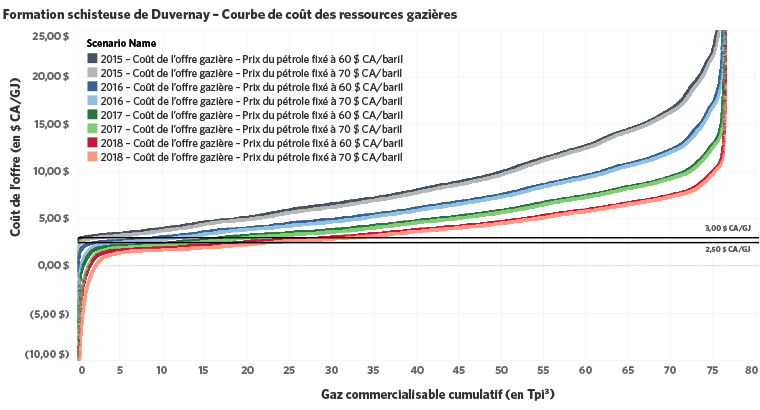 Formation schisteuse de Duvernay – Courbe de coût des ressources gazières
Coût de l'offre (en $ CA/GJ)
25,00 $
20,00 $
15,00 $
10,00 $
5,00 $
0,00 $
(5,00 $)
(10,00 $)
Scenario Name
2015 – Coût de l'offre gazière – Prix du pétrole fixé à 60 $ CA/baril
2015 – Coût de l'offre gazière – Prix du pétrole fixé à 70 $ CA/baril
2016 – Coût de l'offre gazière – Prix du pétrole fixé à 60 $ CA/baril
2016 – Coût de l'offre gazière – Prix du pétrole fixé à 70 $ CA/baril
2017 – Coût de l'offre gazière – Prix du pétrole fixé à 60 $ CA/baril
2017 – Coût de l'offre gazière – Prix du pétrole fixé à 70 $ CA/baril
2018 – Coût de l'offre gazière – Prix du pétrole fixé à 60 $ CA/baril
2018 – Coût de l'offre gazière – Prix du pétrole fixé à 70 $ CA/baril
3,00 $ CA/GJ
2,50 $ CA/GJ
0 5 10 15 20 25 30 35 40 45 50 55 60 65 70 75 80
Gaz commercialisable cumulatif (en Tpi³)